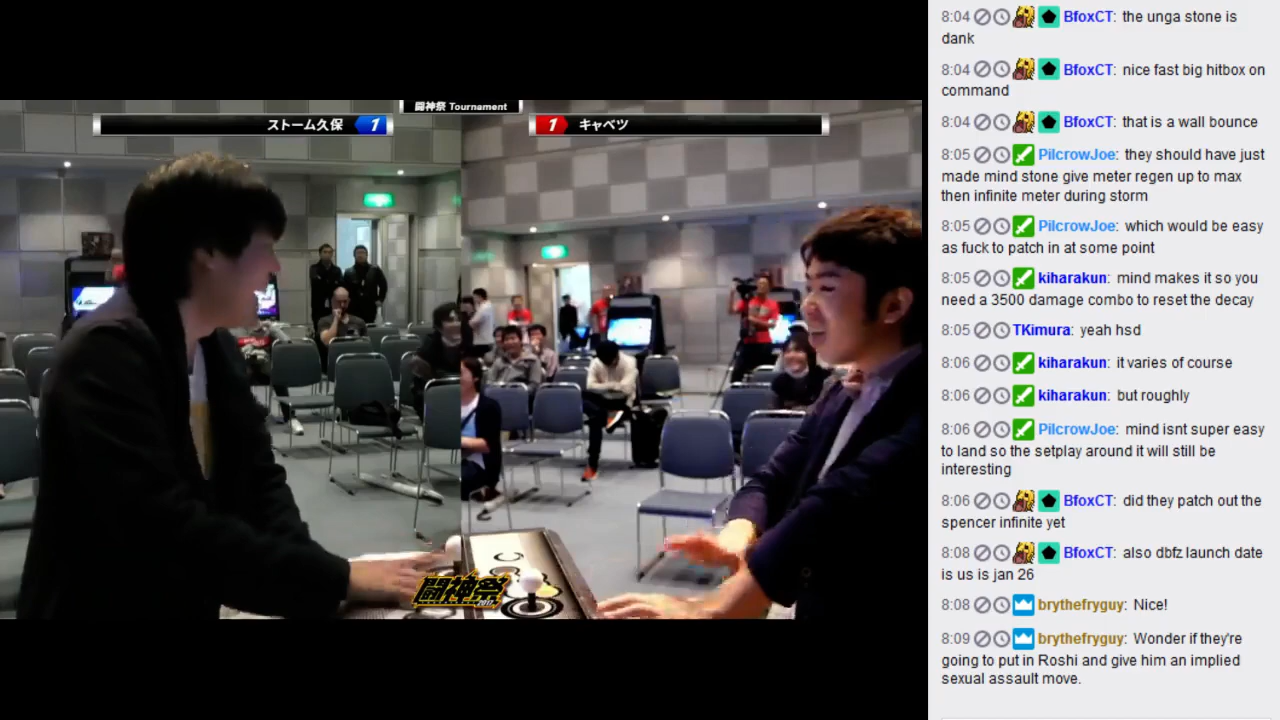 闘神祭 Tournament
ストーム久保 1
1 キャベツ
闘神祭
2017
8:04 BfoxCT: the unga stone is
dank
8:04 BfoxCT: nice fast big hitbox on
command
8:04 BfoxCT: that is a wall bounce
8:05 PilcrowJoe: they should have just
made mind stone give meter regen up to max
then infinite meter during storm
8:05 PilcrowJoe: which would be easy
as fuck to patch in at some point
8:05 kiharakun: mind makes it so you
need a 3500 damage combo to reset the decay
8:05 TKimura: yeah hsd
8:06 kiharakun: it varies of course
8:06 kiharakun: but roughly
8:06 PilcrowJoe: mind isnt super easy
to land so the setplay around it will still be
interesting
8:06 BfoxCT: did they patch out the
spencer infinite yet
8:08 BfoxCT: also dbfz launch date
is us is jan 26
8:08 brythefryguy: Nice!
8:09 brythefryguy: Wonder if they're
going to put in Roshi and give him an implied
sexual assault move.